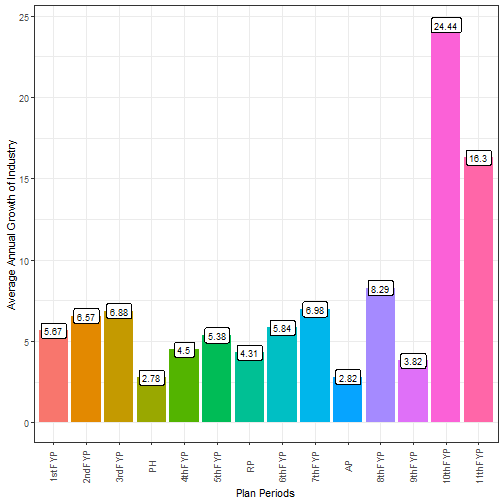 Average Annual Growth of Industry
25
20
15
10
5
0
5.67
6.57
6.88
2.78
4.5
5.38
4.31
5.84
6.98
2.82
8.29
3.82
24.44
16.3
1stFYP
2ndFYP
3rdFYP
PH
4thFYP
5thFYP
RP
6thFYP
7thFYP
AP
8thFYP
9thFYP
10thFYP
11thFYP
Plan Periods